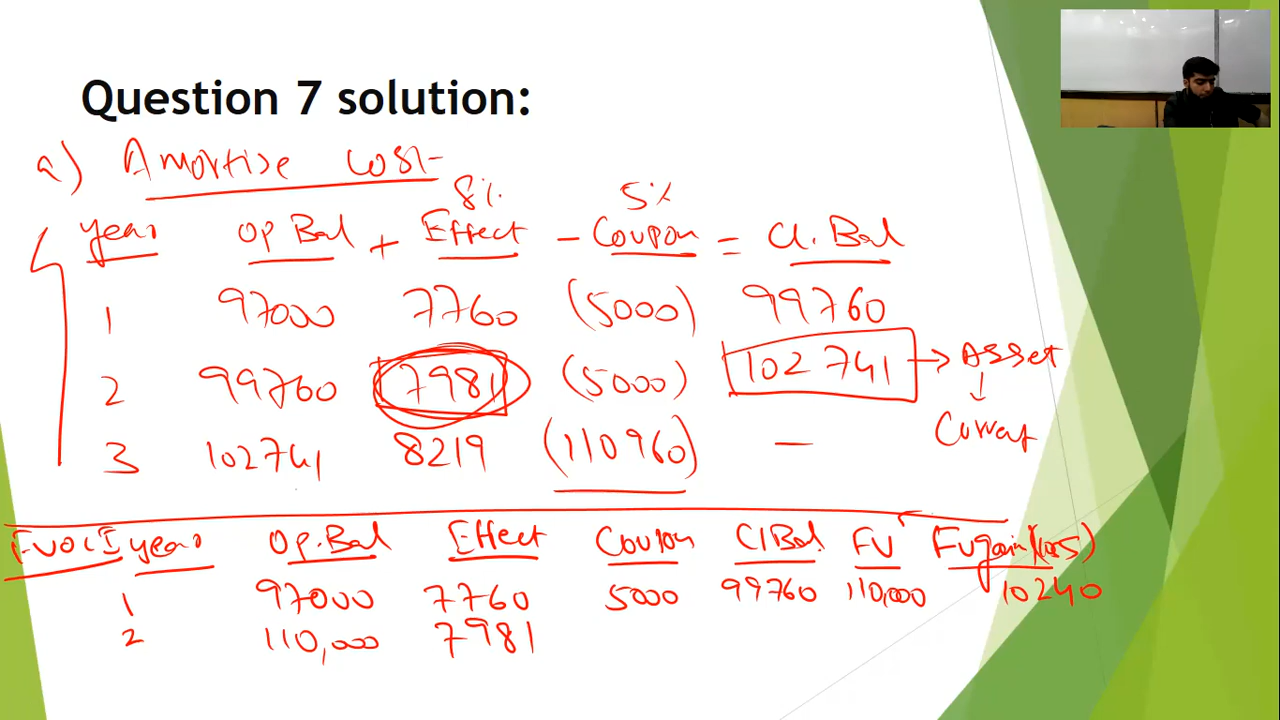 Question 7 solution:
a) Amortise cost
8% 5%
year Op Bal + Effect - Coupon = Cl. Bal
1 97000 7760 (5000) 99760
2 99760 7981 (5000) 102741 → Asset
↓
Current
3 102741 8219 (110960) —
FVOCI year Op. Bal Effect Coupon Cl Bal FV FV gain/(loss)
1 97000 7760 5000 99760 110,000 10240
2 110,000 7981